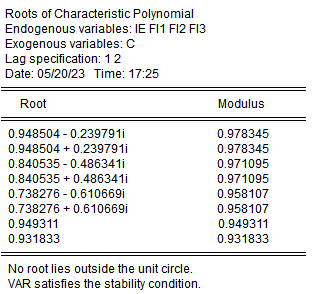 Roots of Characteristic Polynomial
Endogenous variables: IE FI1 FI2 FI3
Exogenous variables: C
Lag specification: 1 2
Date: 05/20/23 Time: 17:25
Root Modulus
0.948504 - 0.239791i 0.978345
0.948504 + 0.239791i 0.978345
0.840535 - 0.486341i 0.971095
0.840535 + 0.486341i 0.971095
0.738276 - 0.610669i 0.958107
0.738276 + 0.610669i 0.958107
0.949311 0.949311
0.931833 0.931833
No root lies outside the unit circle.
VAR satisfies the stability condition.